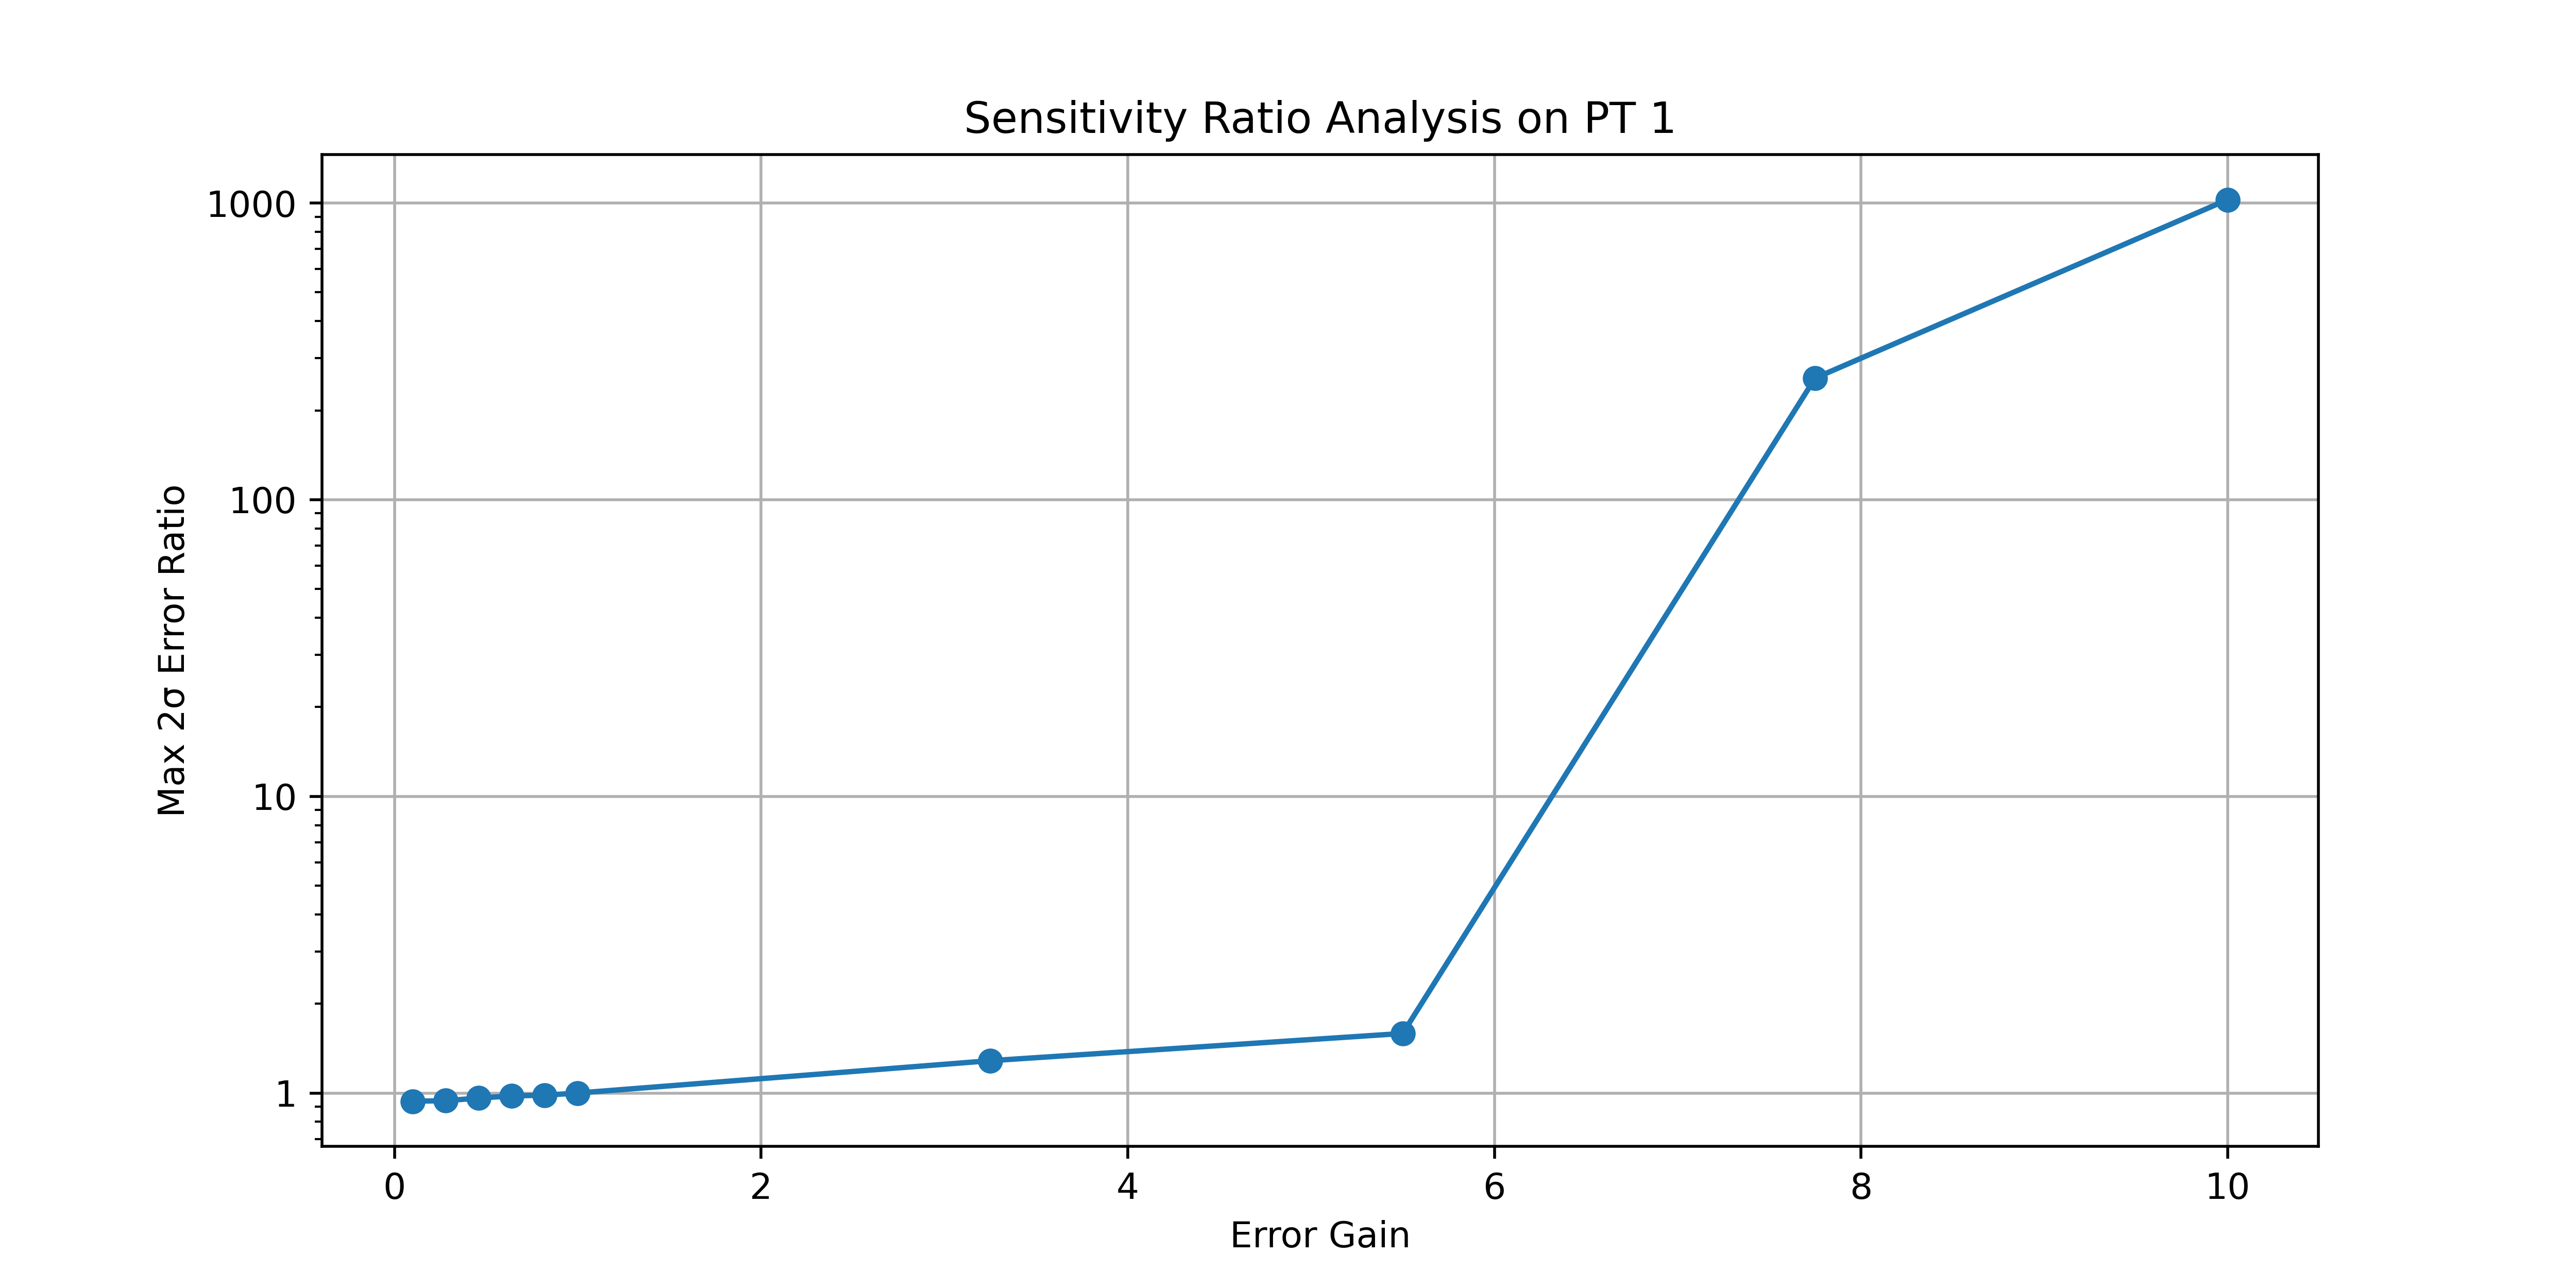 Sensitivity Ratio Analysis on PT 1
Max 2σ Error Ratio
1000
100
10
1
0 2 4 6 8 10
Error Gain